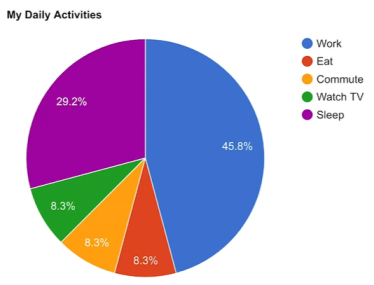 My Daily Activities
Work
Eat
Commute
Watch TV
Sleep
29.2%
45.8%
8.3%
8.3%
8.3%